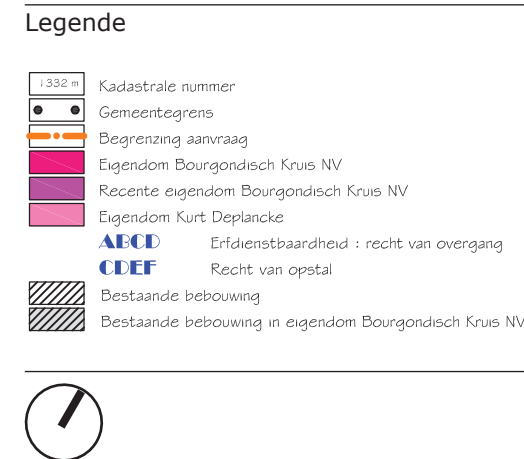 Legende
1332 m Kadastrale nummer
Gemeentegrens
Begrenzing aanvraag
Eigendom Bourgondisch Kruis NV
Recente eigendom Bourgondisch Kruis NV
Eigendom Kurt Deplancke
ABCD Erfdienstbaardheid : recht van overgang
CDEF Recht van opstal
Bestaande bebouwing
Bestaande bebouwing in eigendom Bourgondisch Kruis NV